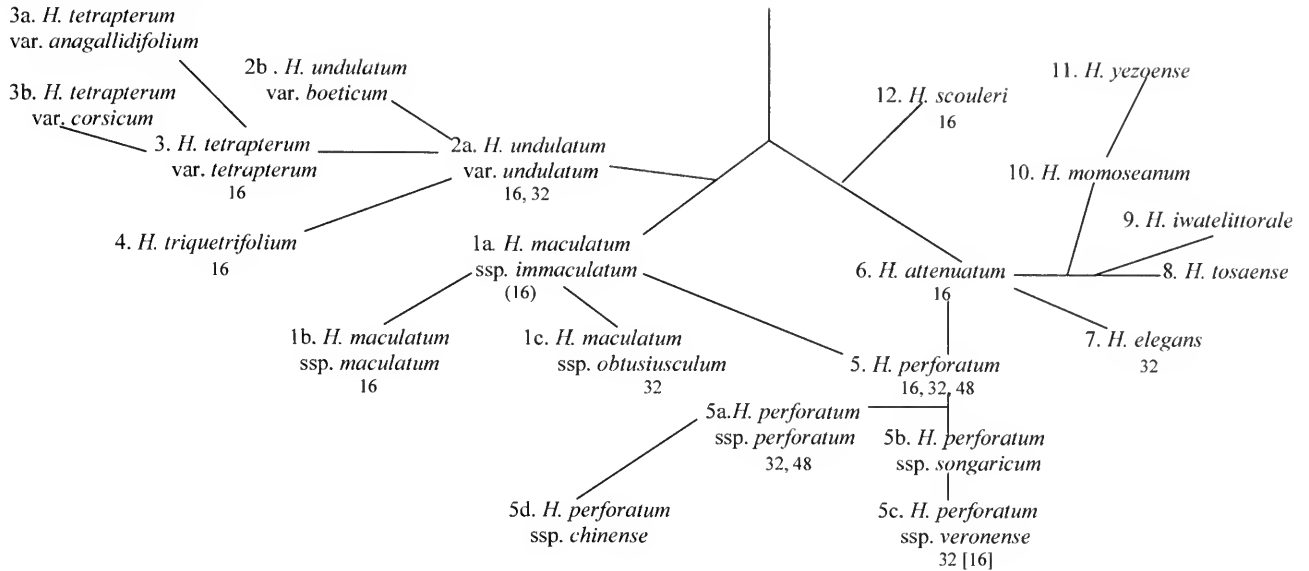 3a. H. tetrapterum
var. anagallidifolium
2b . H. undulatum
var. boeticum
3b. H. tetrapterum
var. corsicum
3. H. tetrapterum
var. tetrapterum
16
2a. H. undulatum
var. undulatum
16, 32
4. H. triquetrifolium
16
1a. H. maculatum
ssp. immaculatum
(16)
1b. H. maculatum
ssp. maculatum
16
1c. H. maculatum
ssp. obtusiusculum
32
12. H. scouleri
16
11. H. yezoense
10. H. momoseanum
9. H. iwatelittorale
8. H. tosaense
6. H. attenuatum
16
7. H. elegans
32
5. H. perforatum
16, 32, 48
5a.H. perforatum
ssp. perforatum
32, 48
5b. H. perforatum
ssp. songaricum
5d. H. perforatum
ssp. chinense
5c. H. perforatum
ssp. veronense
32 [16]